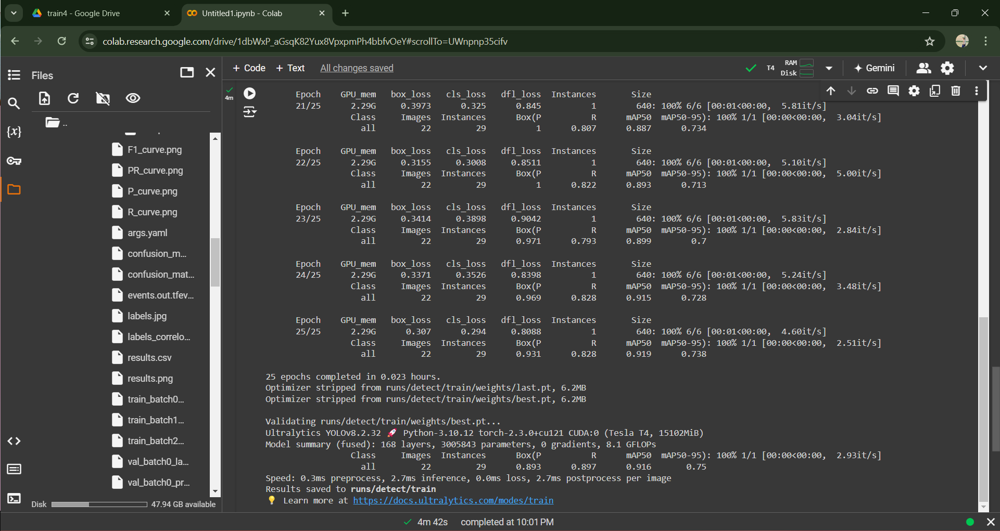 train4 - Google Drive
Untitled1.ipynb - Colab
colab.research.google.com/drive/1dbWxP_aGsqK82Yux8VpxpmPh4bbfvOeY#scrollTo=UWnpnp35cifv
Files
+ Code + Text All changes saved
T4 RAM Disk
Gemini
{x}
..
F1_curve.png
PR_curve.png
P_curve.png
R_curve.png
args.yaml
confusion_m...
confusion_mat...
events.out.tfev...
labels.jpg
labels_correlo...
results.csv
results.png
train_batch0...
train_batch1...
train_batch2...
val_batch0_la...
val_batch0_pr...
Disk 47.94 GB available
4m
Epoch GPU_mem box_loss cls_loss dfl_loss Instances Size
21/25 2.29G 0.3973 0.325 0.845 1 640: 100% 6/6 [00:01<00:00, 5.81it/s]
Class Images Instances Box(P R mAP50 mAP50-95): 100% 1/1 [00:00<00:00, 3.04it/s]
all 22 29 1 0.807 0.887 0.734
Epoch GPU_mem box_loss cls_loss dfl_loss Instances Size
22/25 2.29G 0.3155 0.3008 0.8511 1 640: 100% 6/6 [00:01<00:00, 5.10it/s]
Class Images Instances Box(P R mAP50 mAP50-95): 100% 1/1 [00:00<00:00, 5.00it/s]
all 22 29 1 0.822 0.893 0.713
Epoch GPU_mem box_loss cls_loss dfl_loss Instances Size
23/25 2.29G 0.3414 0.3898 0.9042 1 640: 100% 6/6 [00:01<00:00, 5.83it/s]
Class Images Instances Box(P R mAP50 mAP50-95): 100% 1/1 [00:00<00:00, 2.84it/s]
all 22 29 0.971 0.793 0.899 0.7
Epoch GPU_mem box_loss cls_loss dfl_loss Instances Size
24/25 2.29G 0.3371 0.3526 0.8398 1 640: 100% 6/6 [00:01<00:00, 5.24it/s]
Class Images Instances Box(P R mAP50 mAP50-95): 100% 1/1 [00:00<00:00, 3.48it/s]
all 22 29 0.969 0.828 0.915 0.728
Epoch GPU_mem box_loss cls_loss dfl_loss Instances Size
25/25 2.29G 0.307 0.294 0.8088 1 640: 100% 6/6 [00:01<00:00, 4.60it/s]
Class Images Instances Box(P R mAP50 mAP50-95): 100% 1/1 [00:00<00:00, 2.51it/s]
all 22 29 0.931 0.828 0.919 0.738
25 epochs completed in 0.023 hours.
Optimizer stripped from runs/detect/train/weights/last.pt, 6.2MB
Optimizer stripped from runs/detect/train/weights/best.pt, 6.2MB
Validating runs/detect/train/weights/best.pt...
Ultralytics YOLOv8.2.32 🚀 Python-3.10.12 torch-2.3.0+cu121 CUDA:0 (Tesla T4, 15102MiB)
Model summary (fused): 168 layers, 3005843 parameters, 0 gradients, 8.1 GFLOPs
Class Images Instances Box(P R mAP50 mAP50-95): 100% 1/1 [00:00<00:00, 2.93it/s]
all 22 29 0.893 0.897 0.916 0.75
Speed: 0.3ms preprocess, 2.7ms inference, 0.0ms loss, 2.7ms postprocess per image
Results saved to runs/detect/train
💡 Learn more at https://docs.ultralytics.com/modes/train
4m 42s completed at 10:01 PM